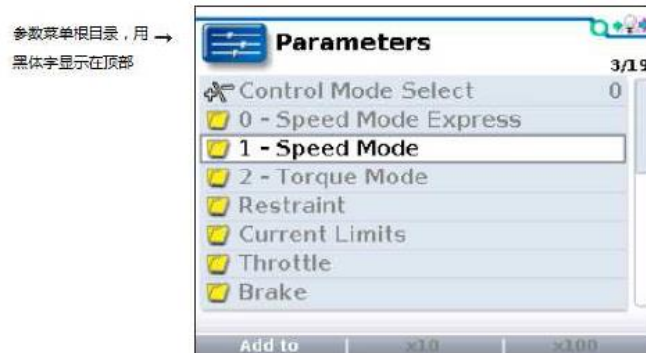 参数菜单根目录，用 →
黑体字显示在顶部
Parameters
3/19
Control Mode Select 0
0 - Speed Mode Express
1 - Speed Mode
2 - Torque Mode
Restraint
Current Limits
Throttle
Brake
Add to | x10 | x100